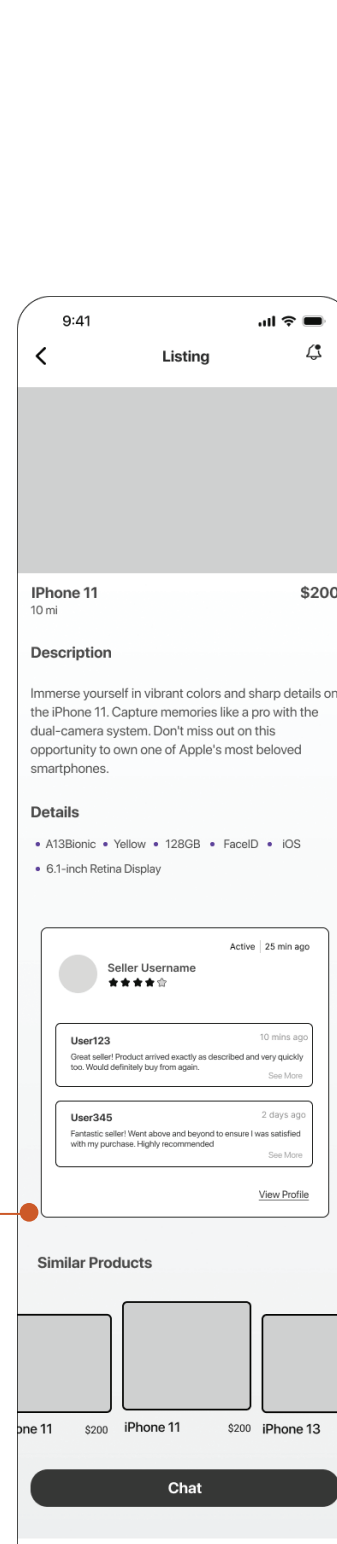 9:41
Listing
IPhone 11 $200
10 mi
Description
Immerse yourself in vibrant colors and sharp details on
the iPhone 11. Capture memories like a pro with the
dual-camera system. Don't miss out on this
opportunity to own one of Apple's most beloved
smartphones.
Details
• A13Bionic • Yellow • 128GB • FaceID • iOS
• 6.1-inch Retina Display
Active | 25 min ago
Seller Username
User123 10 mins ago
Great seller! Product arrived exactly as described and very quickly
too. Would definitely buy from again.
See More
User345 2 days ago
Fantastic seller! Went above and beyond to ensure I was satisfied
with my purchase. Highly recommended
See More
View Profile
Similar Products
one 11 $200 iPhone 11 $200 iPhone 13
Chat